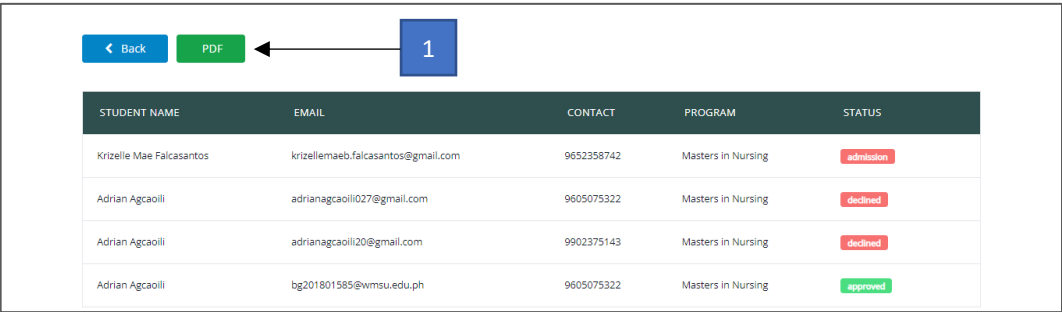 Back PDF 1
STUDENT NAME EMAIL CONTACT PROGRAM STATUS
Krizelle Mae Falcasantos krizellemaeb.falcasantos@gmail.com 9652358742 Masters in Nursing admission
Adrian Agcaoili adrianagcaoili027@gmail.com 9605075322 Masters in Nursing declined
Adrian Agcaoili adrianagcaoili20@gmail.com 9902375143 Masters in Nursing declined
Adrian Agcaoili bg201801585@wmsu.edu.ph 9605075322 Masters in Nursing approved